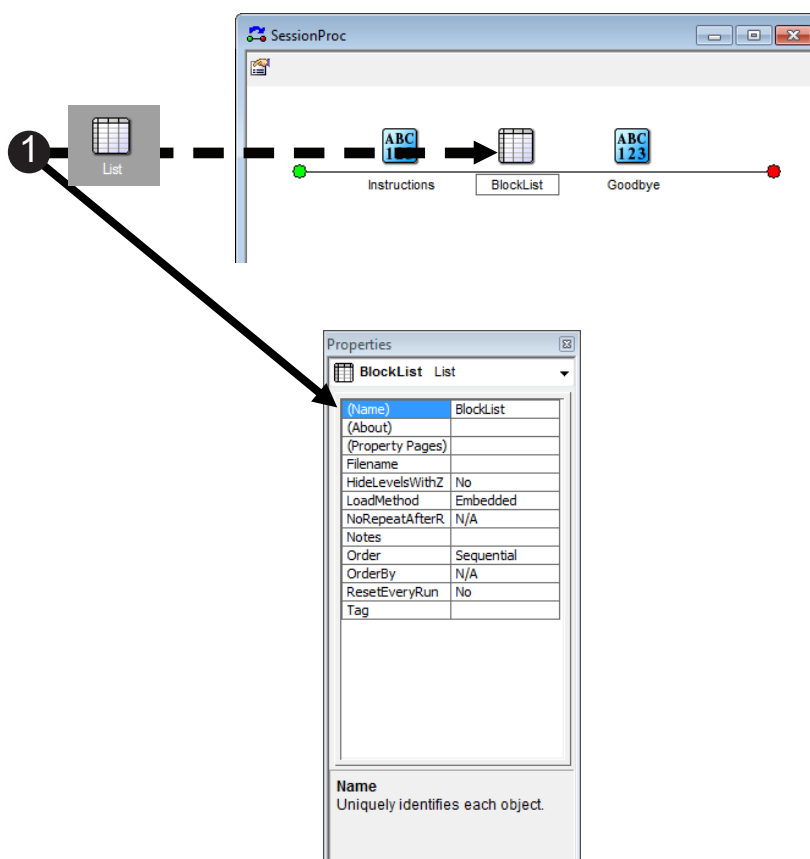 SessionProc
1
List
ABC
ABC
123
Instructions
BlockList
Goodbye
Properties
BlockList List
(Name) BlockList
(About)
(Property Pages)
Filename
HideLevelsWithZ No
LoadMethod Embedded
NoRepeatAfterR N/A
Notes
Order Sequential
OrderBy N/A
ResetEveryRun No
Tag
Name
Uniquely identifies each object.